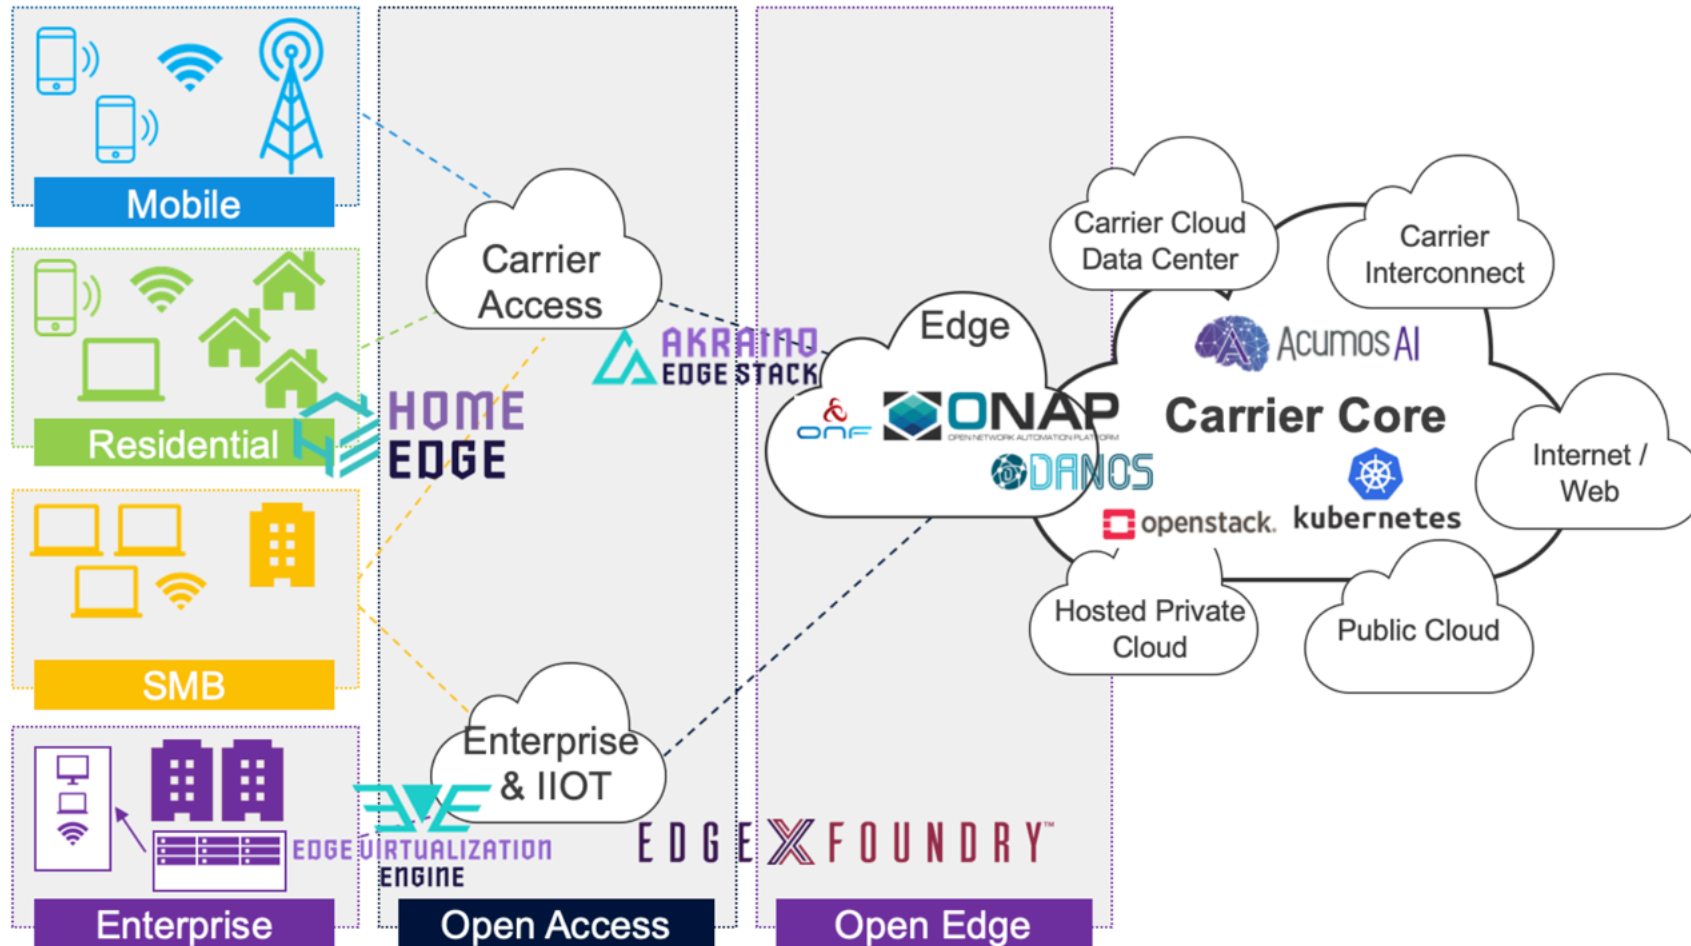 Mobile
Carrier
Access
Residential
HOME
EDGE
AKRAINO
EDGE STACK
SMB
Enterprise
& IIOT
EDGE VIRTUALIZATION
ENGINE
EDGE X FOUNDRY™
Enterprise
Open Access
Open Edge
Edge
ONF
ONAP
OPEN NETWORK AUTOMATION PLATFORM
DANOS
Carrier Cloud
Data Center
Carrier
Interconnect
Acumos AI
Carrier Core
kubernetes
openstack.
Internet /
Web
Hosted Private
Cloud
Public Cloud